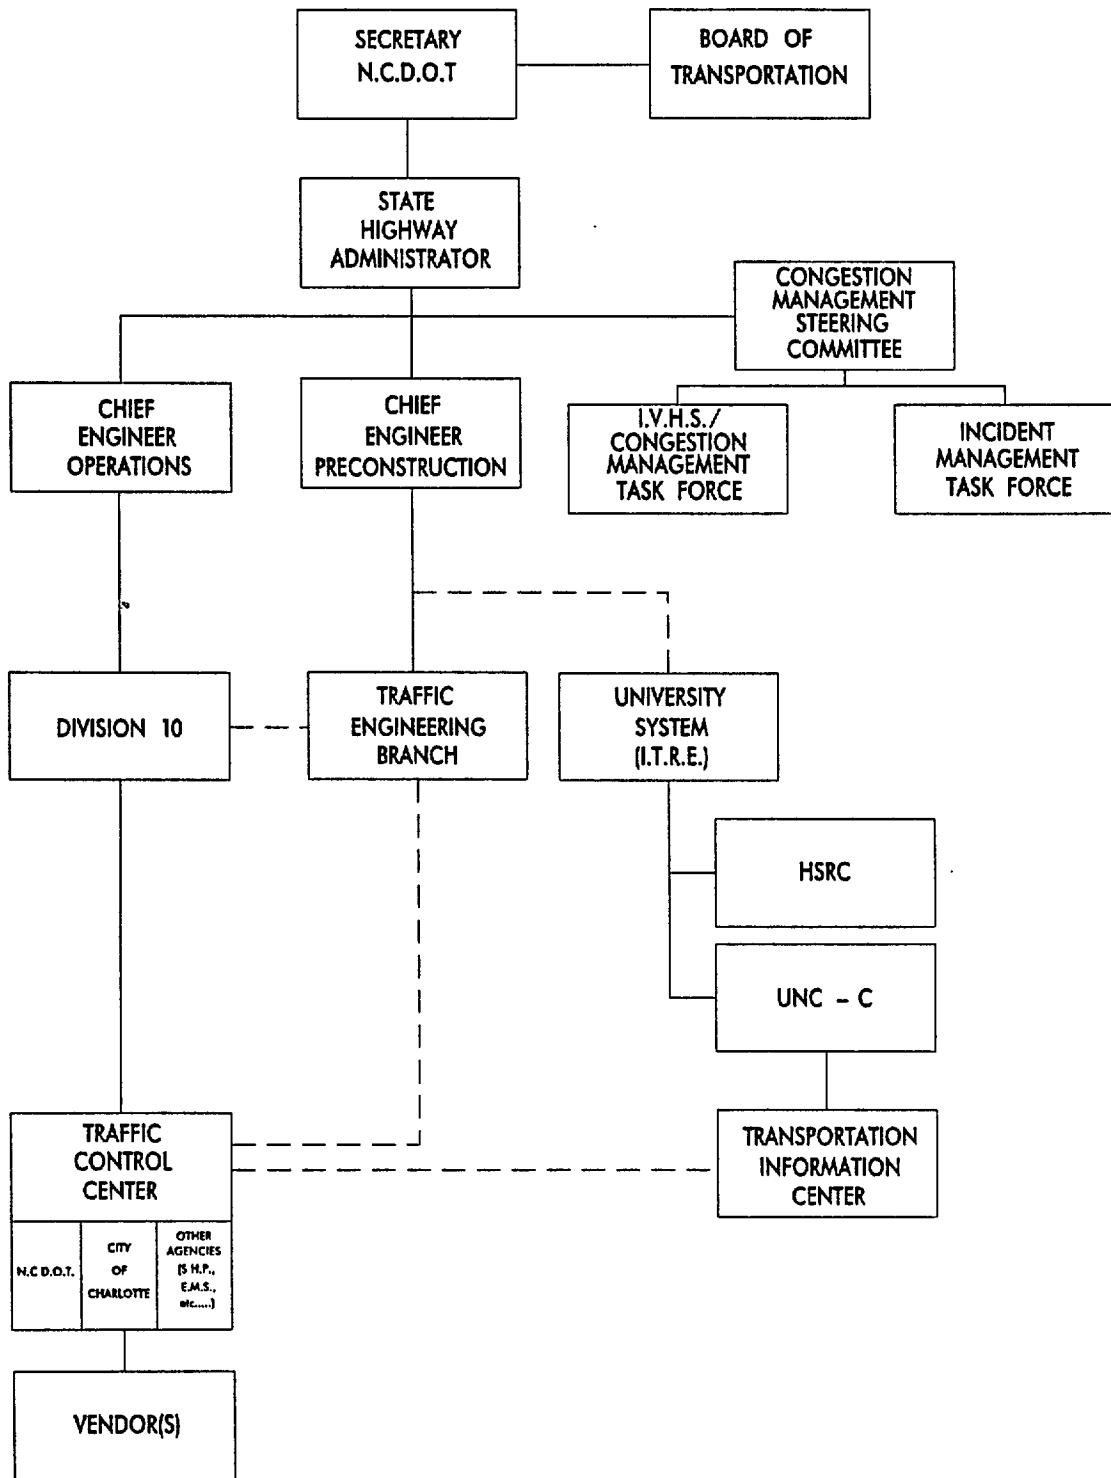 SECRETARY
N.C.D.O.T
BOARD OF
TRANSPORTATION
STATE
HIGHWAY
ADMINISTRATOR
CONGESTION
MANAGEMENT
STEERING
COMMITTEE
CHIEF
ENGINEER
OPERATIONS
CHIEF
ENGINEER
PRECONSTRUCTION
I.V.H.S./
CONGESTION
MANAGEMENT
TASK FORCE
INCIDENT
MANAGEMENT
TASK FORCE
DIVISION 10
TRAFFIC
ENGINEERING
BRANCH
UNIVERSITY
SYSTEM
(I.T.R.E.)
HSRC
UNC – C
TRAFFIC
CONTROL
CENTER
TRANSPORTATION
INFORMATION
CENTER
N.C D.O.T.
CITY
OF
CHARLOTTE
OTHER
AGENCIES
(S H.P.,
E.M.S.,
etc.....)
VENDOR(S)